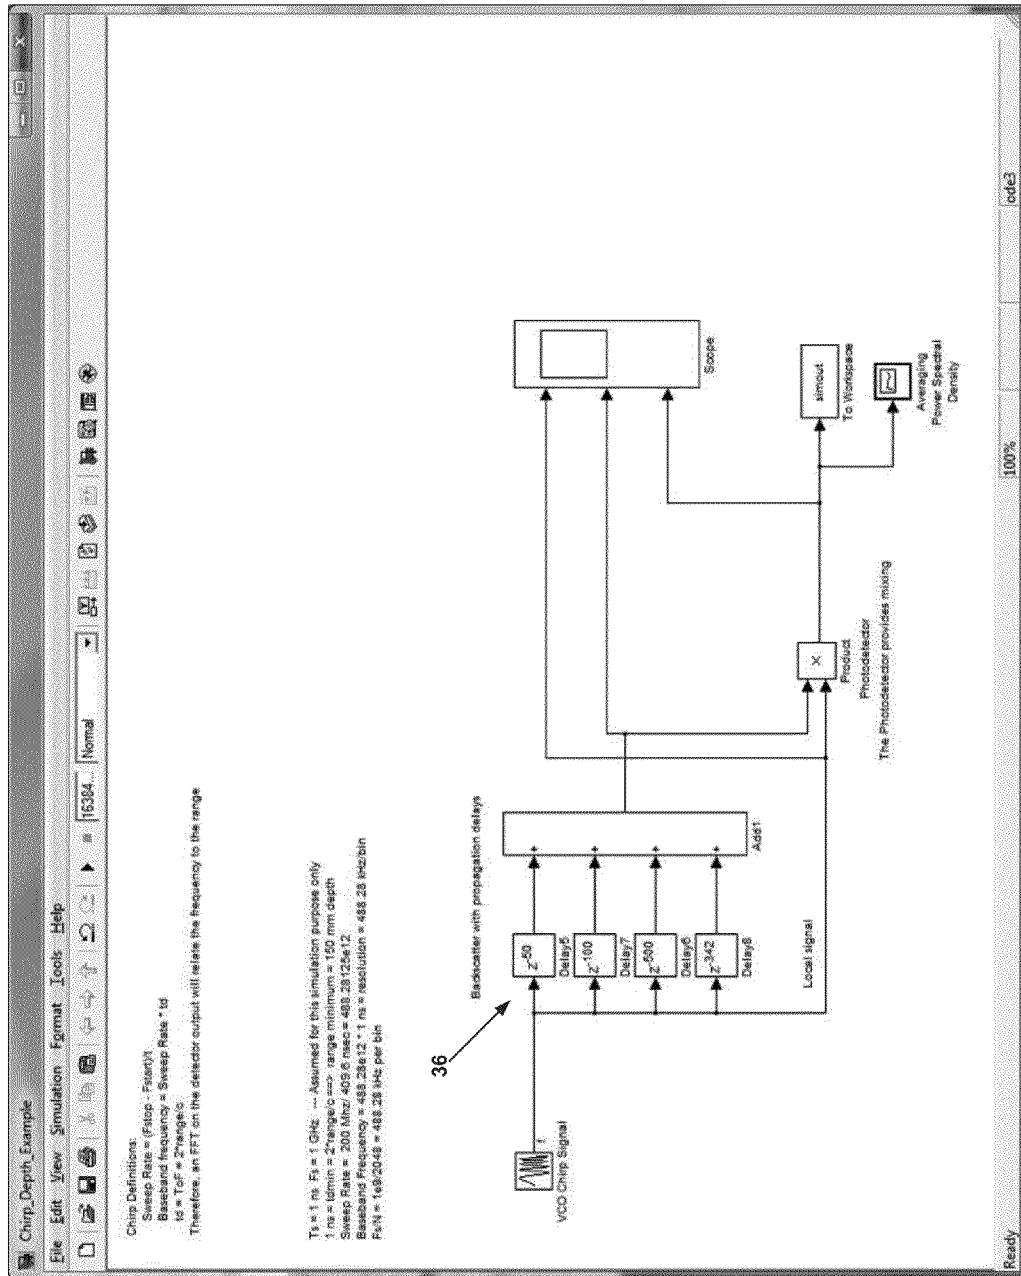 Chirp_Depth_Example
File Edit View Simulation Format Tools Help
16384... Normal
Chirp Definitions:
Sweep Rate = (Fstop - Fstart)/t
Baseband frequency = Sweep Rate * td
td = ToF = 2*range/c
Therefore, an FFT on the detector output will relate the frequency to the range
Ts = 1 ns Fs = 1 GHz --- Assumed for this simulation purpose only
1 ns = tdmin = 2*range/c ==> range minimum = 150 mm depth
Sweep Rate = 200 Mhz/ 409.6 nsec = 488.28125e12
Baseband Frequency = 488.28e12 * 1 ns = resolution = 488.28 kHz/bin
Fs/N = 1e9/2048 = 488.28 kHz per bin
36
Backscatter with propagation delays
VCO Chirp Signal
z-50
Delay5
z-100
Delay7
z-500
Delay6
z-342
Delay8
+
+
+
+
Add1
Local signal
Scope
×
Product
Photodetector
The Photodetector provides mixing
simout
To Workspace
Averaging
Power Spectral
Density
Ready 100% ode3